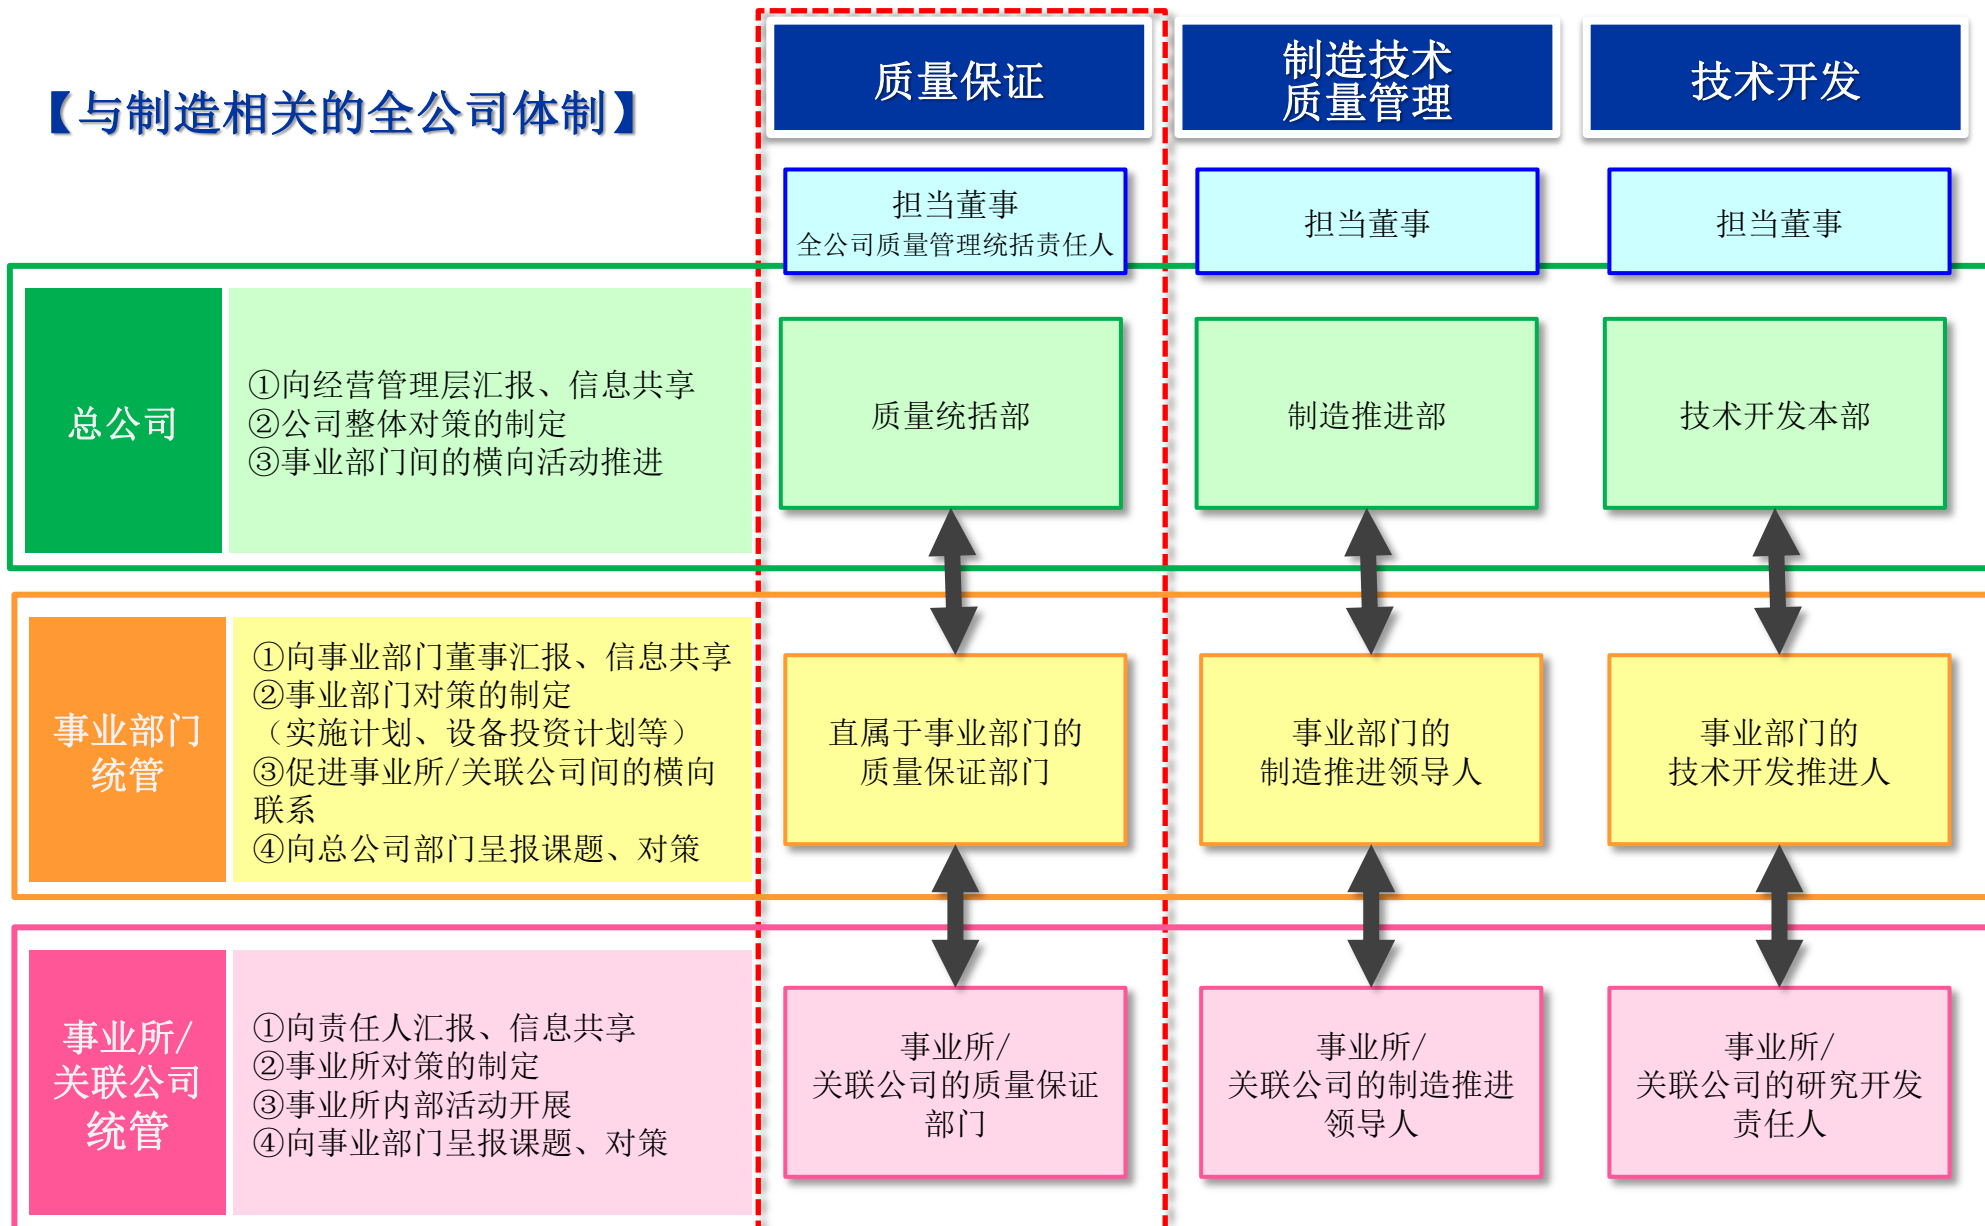 【与制造相关的全公司体制】
质量保证
制造技术
质量管理
技术开发
担当董事
全公司质量管理统括责任人
担当董事
担当董事
总公司
①向经营管理层汇报、信息共享
②公司整体对策的制定
③事业部门间的横向活动推进
质量统括部
制造推进部
技术开发本部
事业部门
统管
①向事业部门董事汇报、信息共享
②事业部门对策的制定
（实施计划、设备投资计划等）
③促进事业所/关联公司间的横向
联系
④向总公司部门呈报课题、对策
直属于事业部门的
质量保证部门
事业部门的
制造推进领导人
事业部门的
技术开发推进人
事业所/
关联公司
统管
①向责任人汇报、信息共享
②事业所对策的制定
③事业所内部活动开展
④向事业部门呈报课题、对策
事业所/
关联公司的质量保证
部门
事业所/
关联公司的制造推进
领导人
事业所/
关联公司的研究开发
责任人